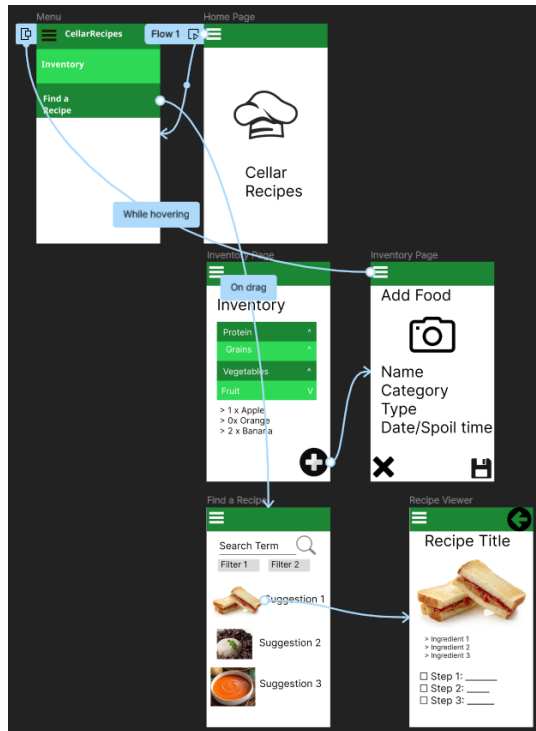 Menu
CellarRecipes
Inventory
Find a
Recipe
Flow 1
Home Page
Cellar
Recipes
While hovering
Inventory Page
On drag
Inventory
Protein ^
Grains ^
Vegetables ^
Fruit V
> 1 x Apple
> 0x Orange
> 2 x Banana
Inventory Page
Add Food
Name
Category
Type
Date/Spoil time
Find a Recipe
Search Term
Filter 1 Filter 2
Suggestion 1
Suggestion 2
Suggestion 3
Recipe Viewer
Recipe Title
> Ingredient 1
> Ingredient 2
> Ingredient 3
Step 1: ______
Step 2: ____
Step 3: ______